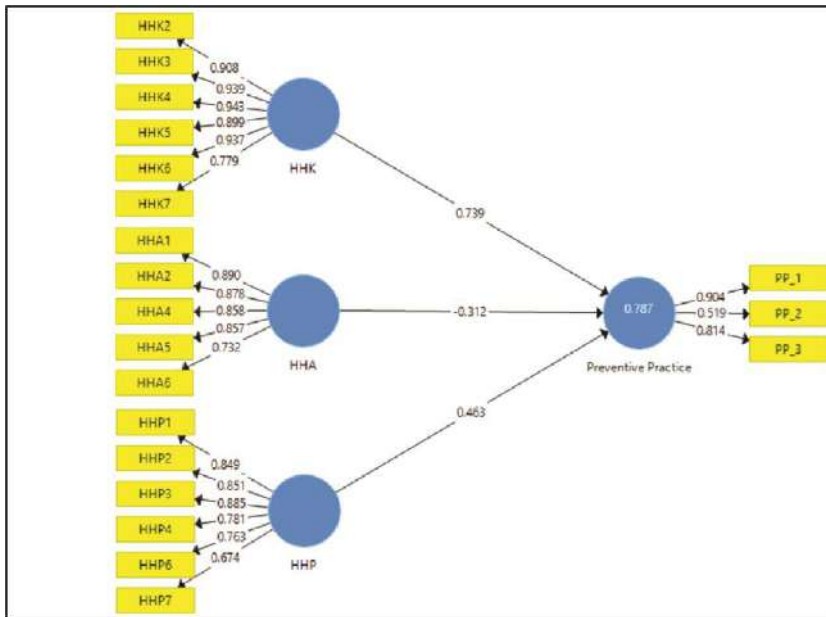 HHK2
HHK3
HHK4
HHK5
HHK6
HHK7
0.908
0.939
0.943
0.899
0.937
0.779
HHK
0.739
HHA1
HHA2
HHA4
HHA5
HHA6
0.890
0.878
0.858
0.857
0.732
HHA
-0.312
HHP1
HHP2
HHP3
HHP4
HHP6
HHP7
0.849
0.851
0.885
0.781
0.763
0.674
HHP
0.463
0.787
Preventive Practice
0.904
0.519
0.814
PP_1
PP_2
PP_3